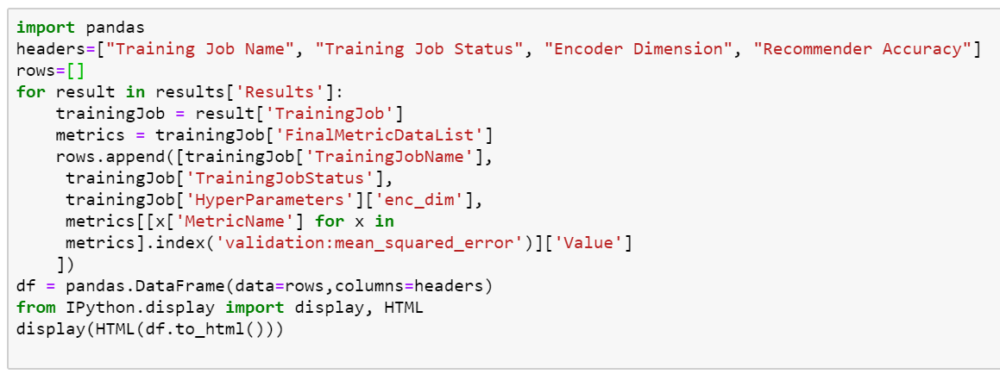 import pandas
headers=["Training Job Name", "Training Job Status", "Encoder Dimension", "Recommender Accuracy"]
rows=[]
for result in results['Results']:
    trainingJob = result['TrainingJob']
    metrics = trainingJob['FinalMetricDataList']
    rows.append([trainingJob['TrainingJobName'],
     trainingJob['TrainingJobStatus'],
     trainingJob['HyperParameters']['enc_dim'],
     metrics[[x['MetricName'] for x in
     metrics].index('validation:mean_squared_error')]['Value']
    ])
df = pandas.DataFrame(data=rows,columns=headers)
from IPython.display import display, HTML
display(HTML(df.to_html()))